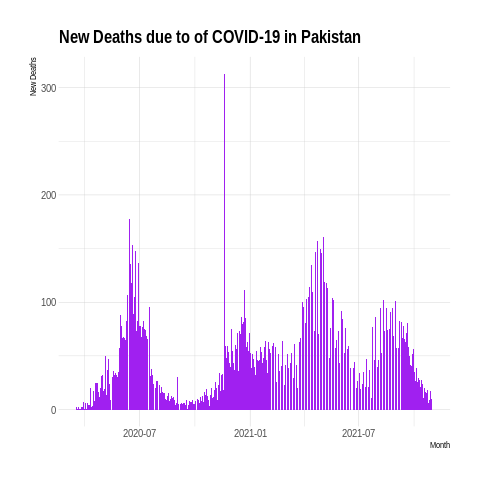 New Deaths due to of COVID-19 in Pakistan
New Deaths
300
200
100
0
2020-07
2021-01
2021-07
Month